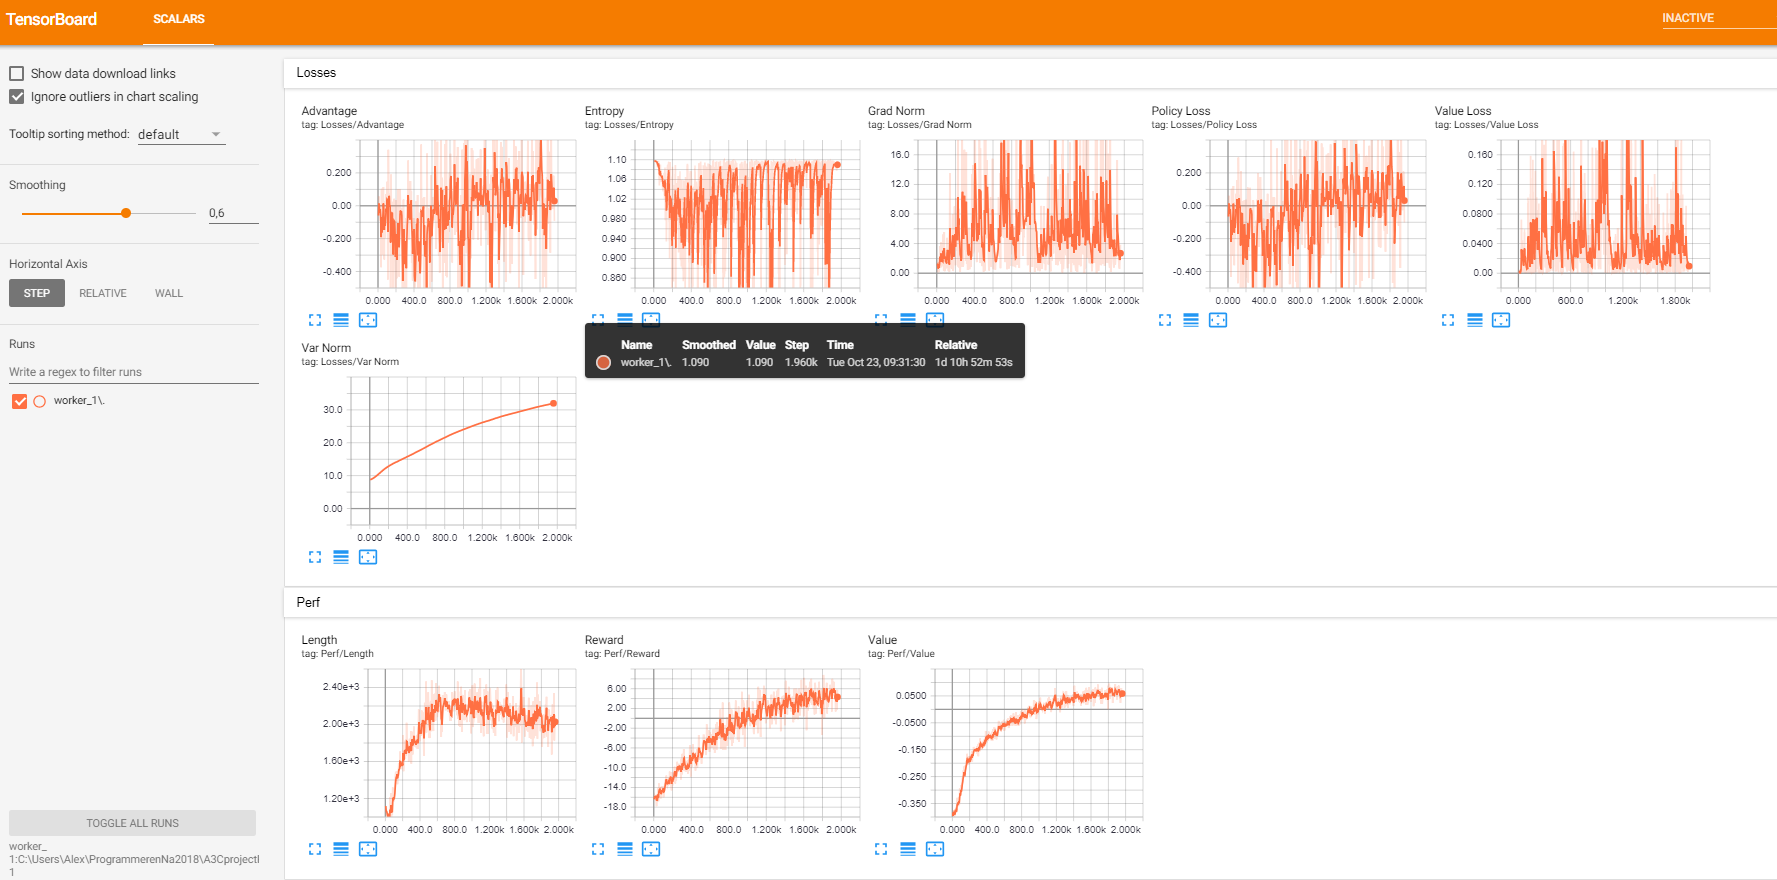 TensorBoard
SCALARS
INACTIVE
Show data download links
Ignore outliers in chart scaling
Tooltip sorting method: default
Smoothing
0,6
Horizontal Axis
STEP RELATIVE WALL
Runs
Write a regex to filter runs
worker_1\.
TOGGLE ALL RUNS
worker_
1:C:\Users\Alex\ProgrammerenNa2018\A3Cproject
1
Losses
Advantage
tag: Losses/Advantage
0.200
0.00
-0.200
-0.400
0.000 400.0 800.0 1.200k 1.600k 2.000k
Entropy
tag: Losses/Entropy
1.10
1.06
1.02
0.980
0.940
0.900
0.860
0.000 400.0 800.0 1.200k 1.600k 2.000k
Grad Norm
tag: Losses/Grad Norm
16.0
12.0
8.00
4.00
0.00
0.000 400.0 800.0 1.200k 1.600k 2.000k
Policy Loss
tag: Losses/Policy Loss
0.200
0.00
-0.200
-0.400
0.000 400.0 800.0 1.200k 1.600k 2.000k
Value Loss
tag: Losses/Value Loss
0.160
0.120
0.0800
0.0400
0.00
0.000 600.0 1.200k 1.800k
Name Smoothed Value Step Time Relative
worker_1\. 1.090 1.090 1.960k Tue Oct 23, 09:31:30 1d 10h 52m 53s
Var Norm
tag: Losses/Var Norm
30.0
20.0
10.0
0.00
0.000 400.0 800.0 1.200k 1.600k 2.000k
Perf
Length
tag: Perf/Length
2.40e+3
2.00e+3
1.60e+3
1.20e+3
0.000 400.0 800.0 1.200k 1.600k 2.000k
Reward
tag: Perf/Reward
6.00
2.00
-2.00
-6.00
-10.0
-14.0
-18.0
0.000 400.0 800.0 1.200k 1.600k 2.000k
Value
tag: Perf/Value
0.0500
-0.0500
-0.150
-0.250
-0.350
0.000 400.0 800.0 1.200k 1.600k 2.000k